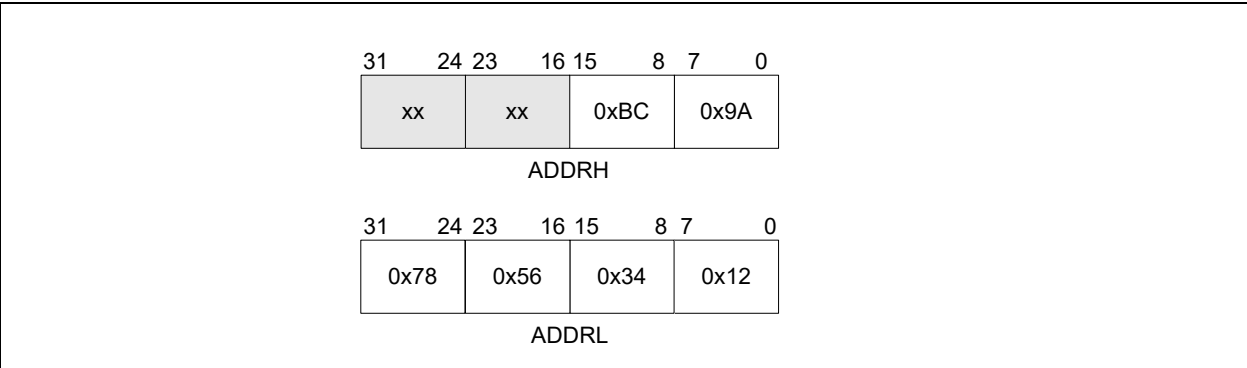 31 24 23 16 15 8 7 0
xx xx 0xBC 0x9A
ADDRH
31 24 23 16 15 8 7 0
0x78 0x56 0x34 0x12
ADDRL